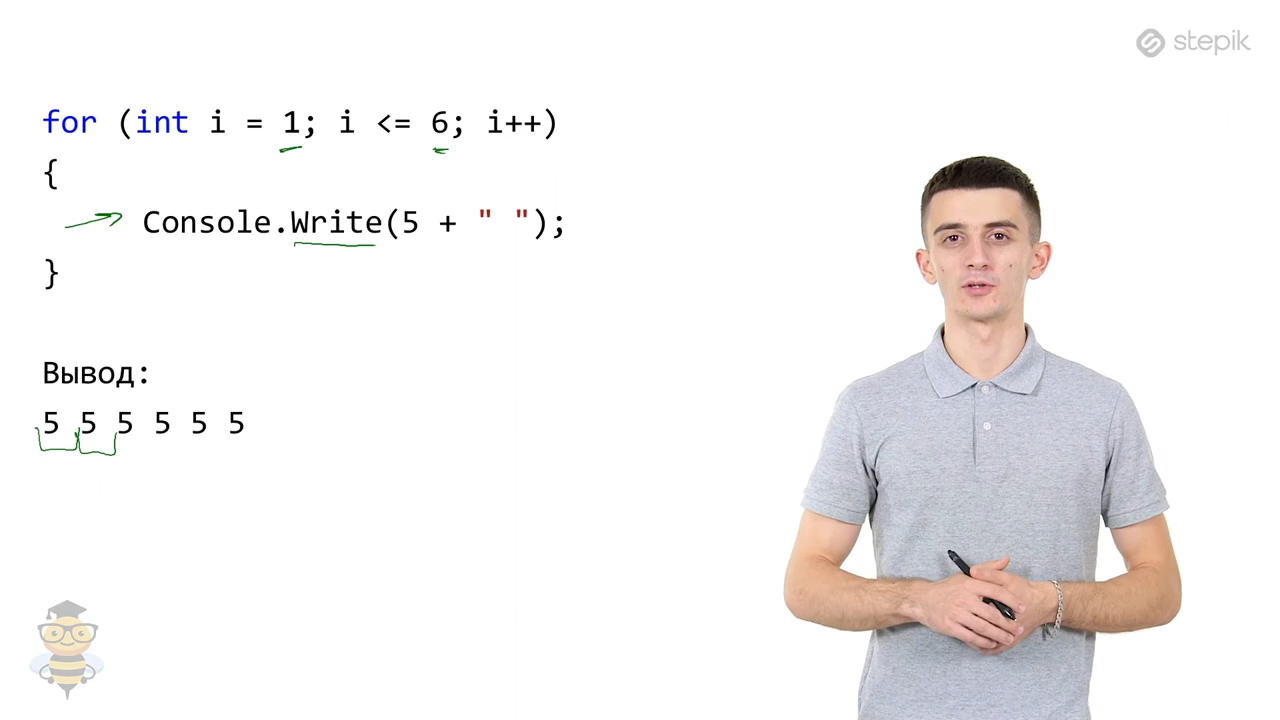 stepik
for (int i = 1; i <= 6; i++)
{
Console.Write(5 + " ");
}
Вывод:
5 5 5 5 5 5